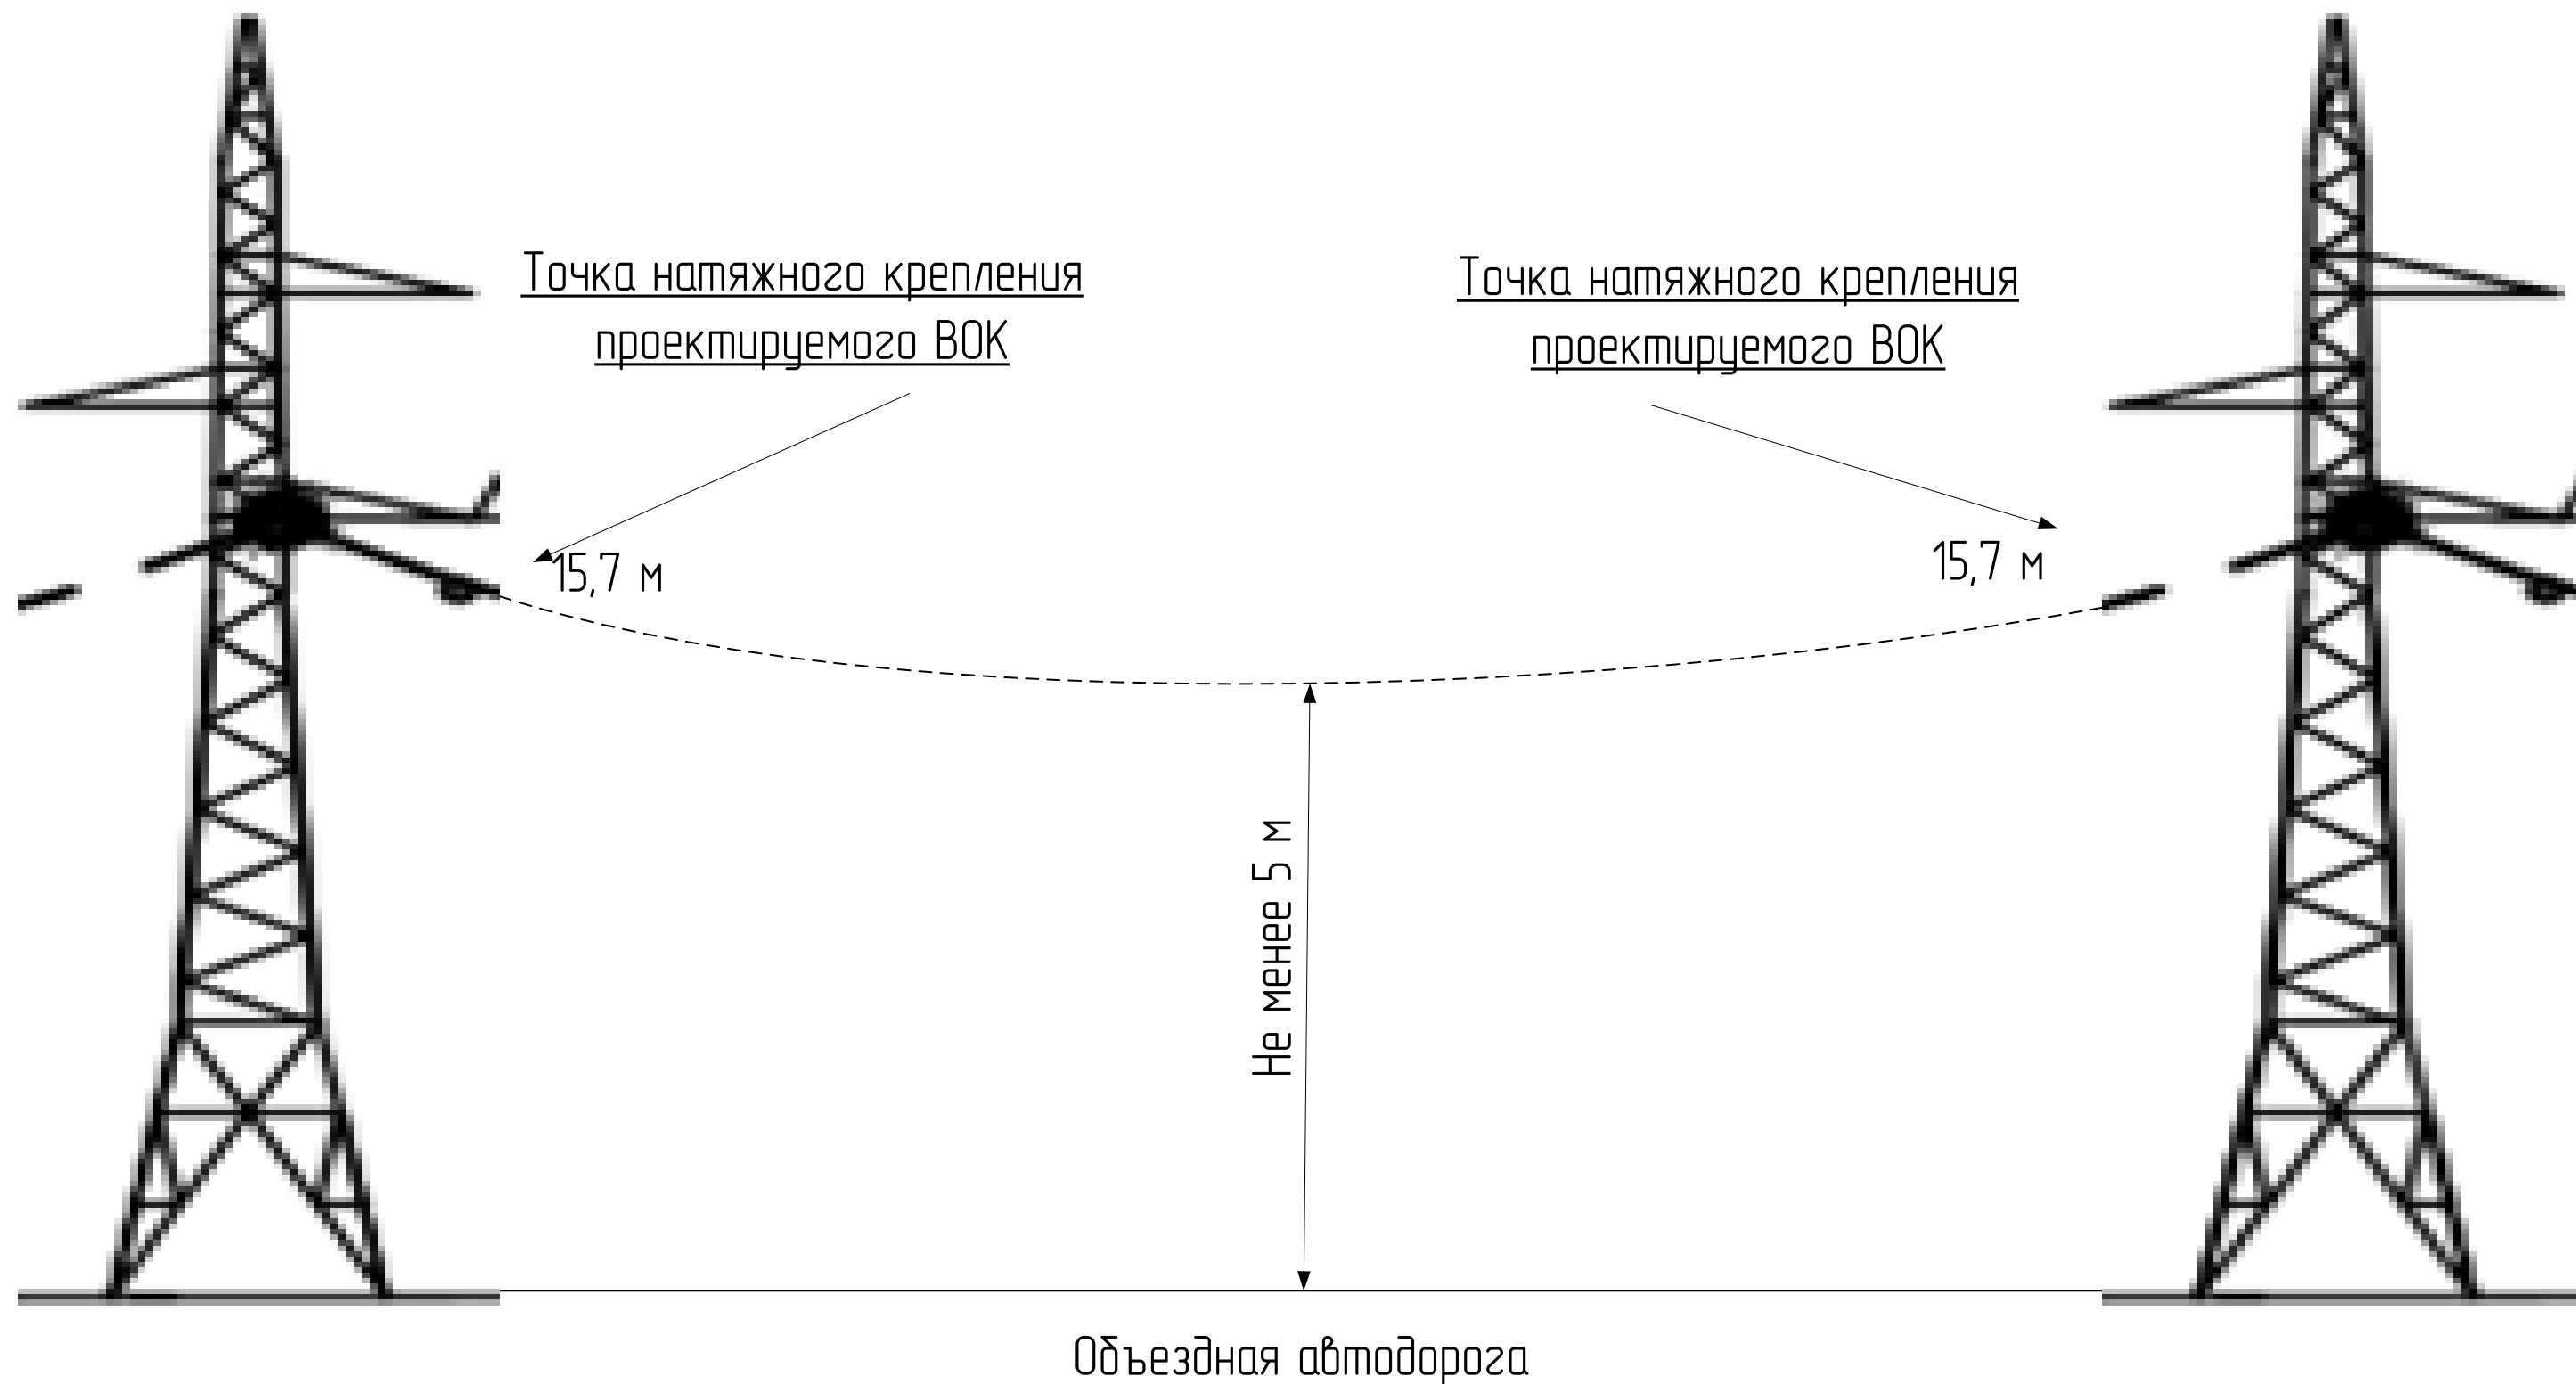 Точка натяжного крепления
проектируемого ВОК
Точка натяжного крепления
проектируемого ВОК
15,7 м
15,7 м
Не менее 5 м
Объездная автодорога